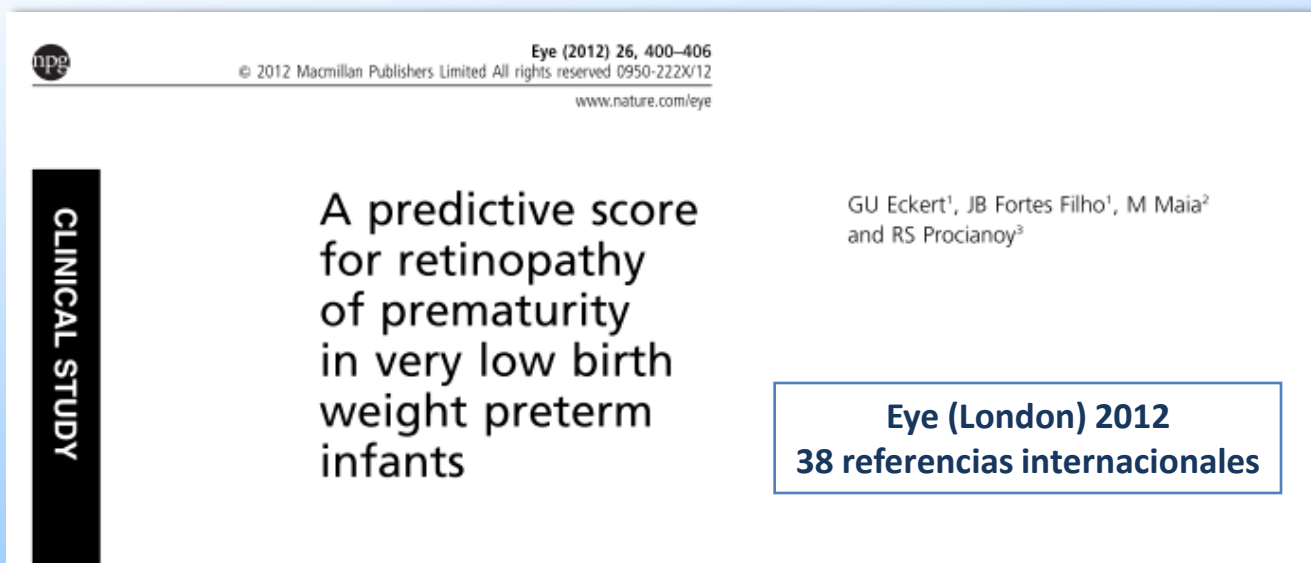 npg
Eye (2012) 26, 400–406
© 2012 Macmillan Publishers Limited All rights reserved 0950-222X/12
www.nature.com/eye
CLINICAL STUDY
A predictive score
for retinopathy
of prematurity
in very low birth
weight preterm
infants
GU Eckert¹, JB Fortes Filho¹, M Maia²
and RS Procianoy³
Eye (London) 2012
38 referencias internacionales